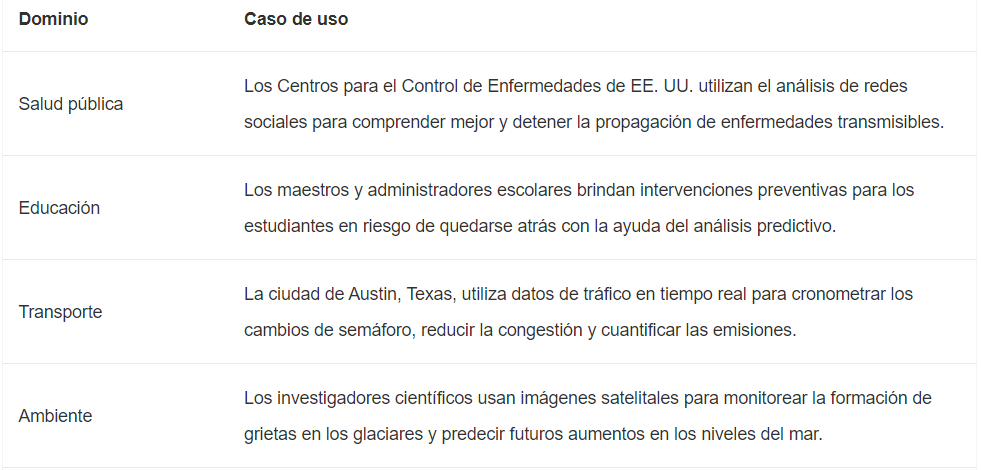 Dominio Caso de uso
Salud pública
Los Centros para el Control de Enfermedades de EE. UU. utilizan el análisis de redes
sociales para comprender mejor y detener la propagación de enfermedades transmisibles.
Educación
Los maestros y administradores escolares brindan intervenciones preventivas para los
estudiantes en riesgo de quedarse atrás con la ayuda del análisis predictivo.
Transporte
La ciudad de Austin, Texas, utiliza datos de tráfico en tiempo real para cronometrar los
cambios de semáforo, reducir la congestión y cuantificar las emisiones.
Ambiente
Los investigadores científicos usan imágenes satelitales para monitorear la formación de
grietas en los glaciares y predecir futuros aumentos en los niveles del mar.